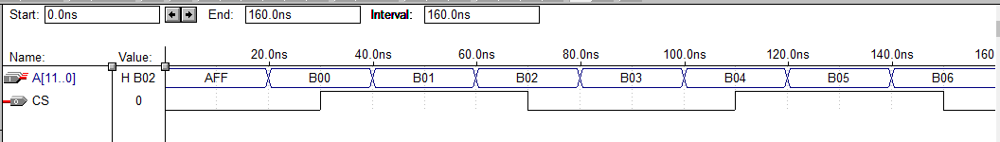 Start: 0.0ns End: 160.0ns Interval: 160.0ns
20.0ns 40.0ns 60.0ns 80.0ns 100.0ns 120.0ns 140.0ns 160
Name: Value:
A[11..0] H B02 AFF B00 B01 B02 B03 B04 B05 B06
CS 0